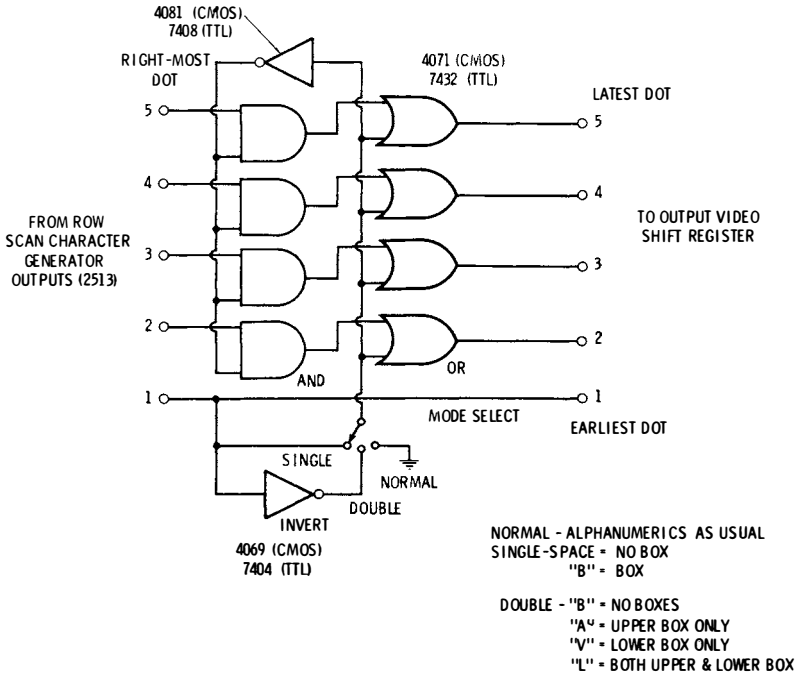 4081 (CMOS)
7408 (TTL)
RIGHT-MOST
DOT
4071 (CMOS)
7432 (TTL)
LATEST DOT
5
5
4
4
FROM ROW
SCAN CHARACTER
GENERATOR
OUTPUTS (2513)
TO OUTPUT VIDEO
SHIFT REGISTER
3
3
2
2
AND
OR
1
1
MODE SELECT
EARLIEST DOT
SINGLE
NORMAL
DOUBLE
INVERT
4069 (CMOS)
7404 (TTL)
NORMAL - ALPHANUMERICS AS USUAL
SINGLE-SPACE = NO BOX
"B" = BOX
DOUBLE - "B" = NO BOXES
"A" = UPPER BOX ONLY
"V" = LOWER BOX ONLY
"L" = BOTH UPPER & LOWER BOX